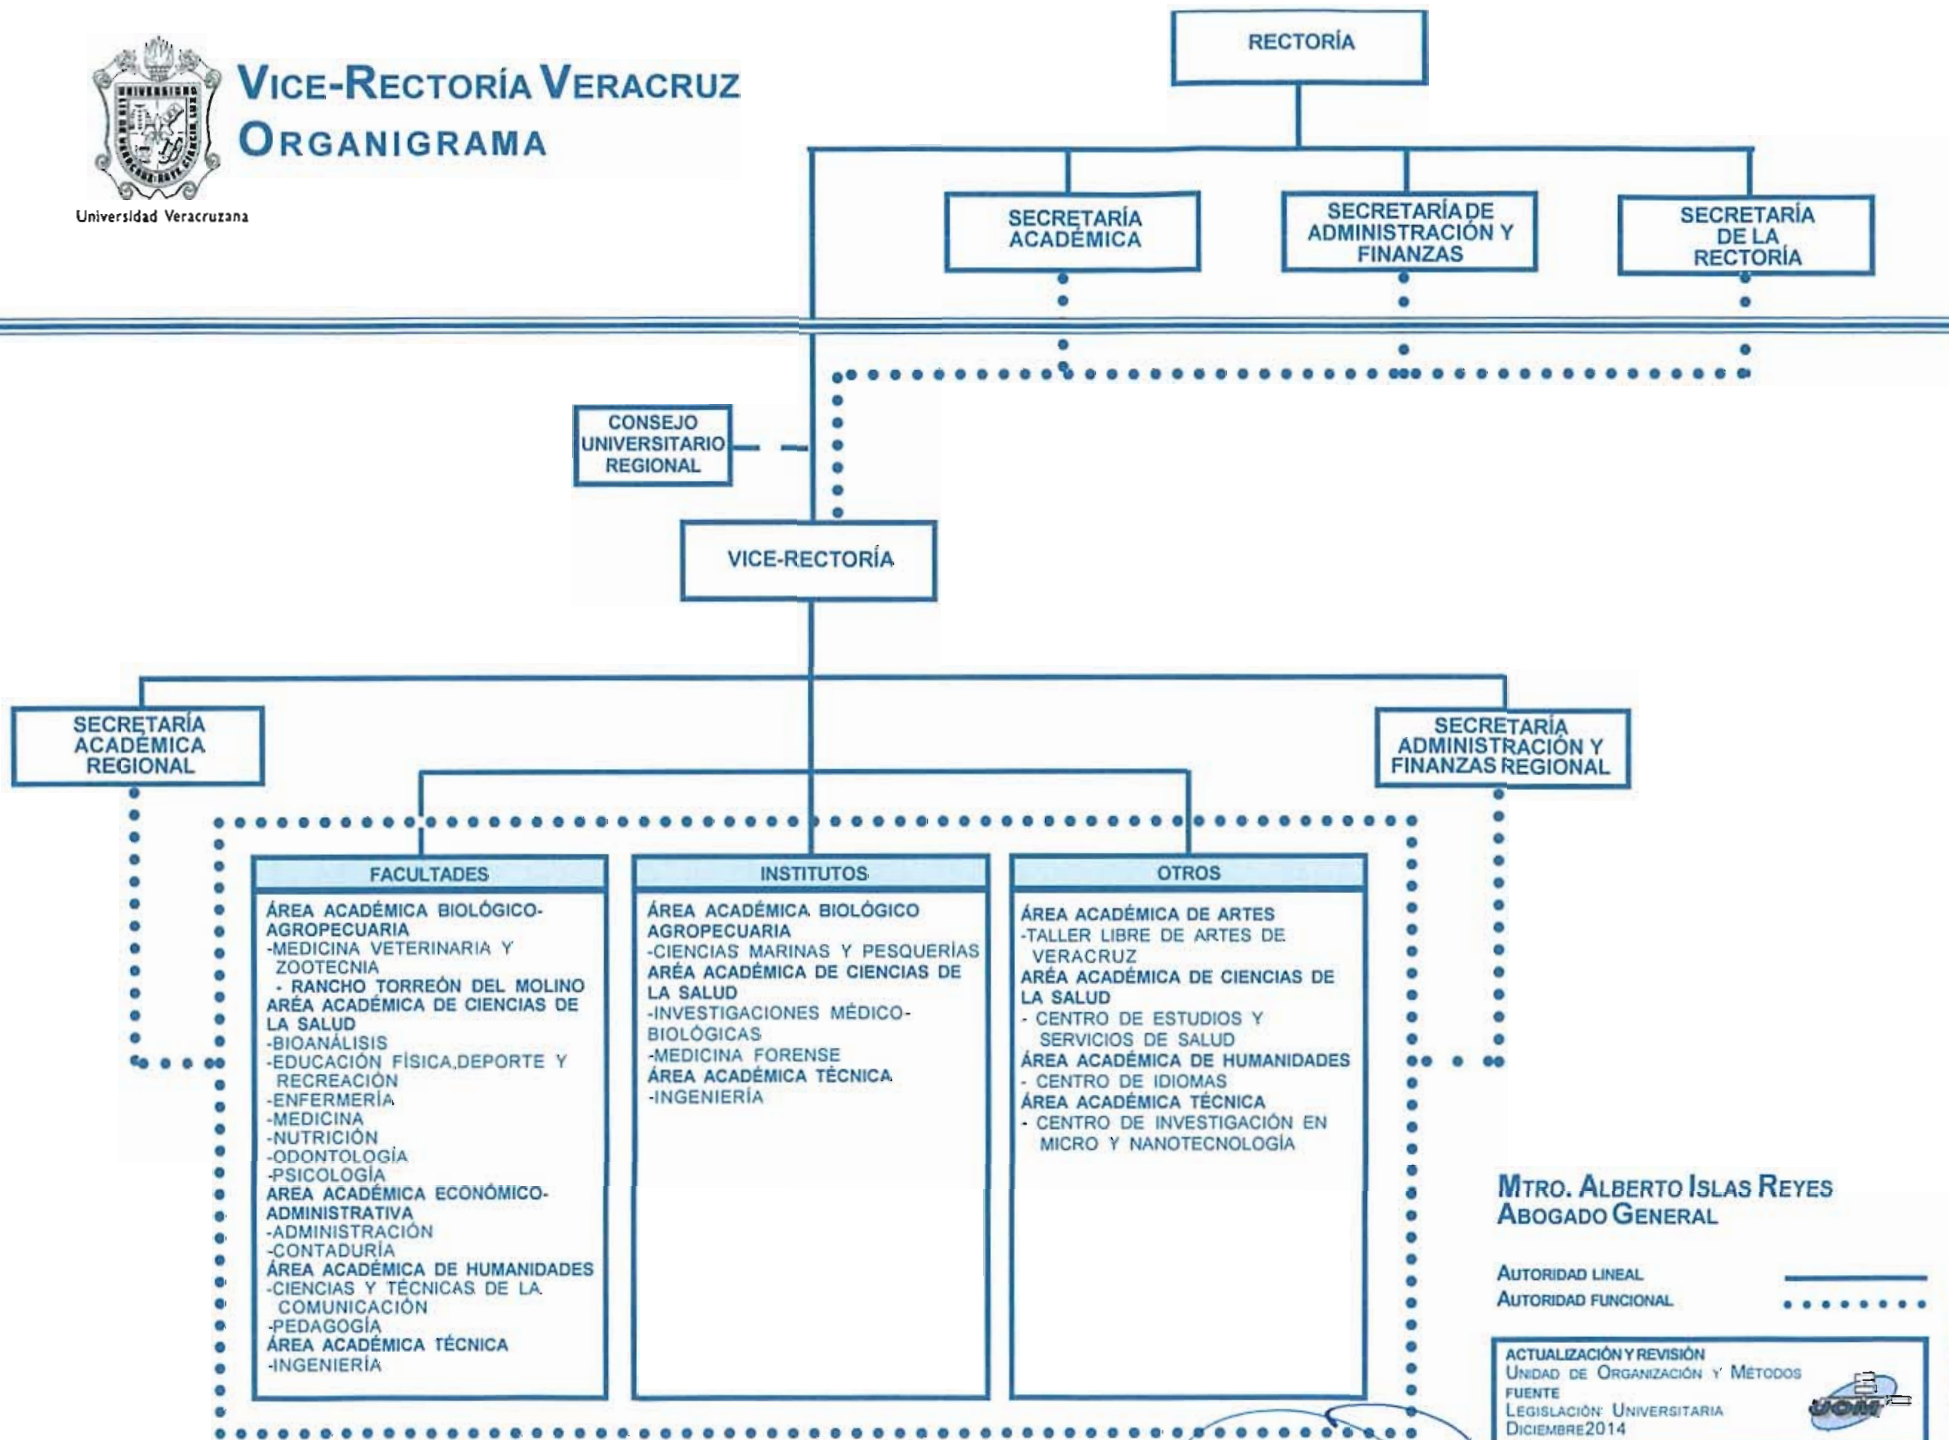 VICE-RECTORÍA VERACRUZ
ORGANIGRAMA
Universidad Veracruzana
RECTORÍA
SECRETARÍA
ACADÉMICA
SECRETARÍA DE
ADMINISTRACIÓN Y
FINANZAS
SECRETARÍA
DE LA
RECTORÍA
CONSEJO
UNIVERSITARIO
REGIONAL
VICE-RECTORÍA
SECRETARÍA
ACADÉMICA
REGIONAL
SECRETARÍA
ADMINISTRACIÓN Y
FINANZAS REGIONAL
FACULTADES
ÁREA ACADÉMICA BIOLÓGICO-
AGROPECUARIA
-MEDICINA VETERINARIA Y
ZOOTECNIA
- RANCHO TORREÓN DEL MOLINO
ARÉA ACADÉMICA DE CIENCIAS DE
LA SALUD
-BIOANÁLISIS
-EDUCACIÓN FÍSICA,DEPORTE Y
RECREACIÓN
-ENFERMERÍA
-MEDICINA
-NUTRICIÓN
-ODONTOLOGÍA
-PSICOLOGÍA
AREA ACADÉMICA ECONÓMICO-
ADMINISTRATIVA
-ADMINISTRACIÓN
-CONTADURÍA
ÁREA ACADÉMICA DE HUMANIDADES
-CIENCIAS Y TÉCNICAS DE LA
COMUNICACIÓN
-PEDAGOGÍA
ÁREA ACADÉMICA TÉCNICA
-INGENIERÍA
INSTITUTOS
ÁREA ACADÉMICA BIOLÓGICO
AGROPECUARIA
-CIENCIAS MARINAS Y PESQUERÍAS
ARÉA ACADÉMICA DE CIENCIAS DE
LA SALUD
-INVESTIGACIONES MÉDICO-
BIOLÓGICAS
-MEDICINA FORENSE
ÁREA ACADÉMICA TÉCNICA
-INGENIERÍA
OTROS
ÁREA ACADÉMICA DE ARTES
-TALLER LIBRE DE ARTES DE
VERACRUZ
ARÉA ACADÉMICA DE CIENCIAS DE
LA SALUD
- CENTRO DE ESTUDIOS Y
SERVICIOS DE SALUD
ÁREA ACADÉMICA DE HUMANIDADES
- CENTRO DE IDIOMAS
ÁREA ACADÉMICA TÉCNICA
- CENTRO DE INVESTIGACIÓN EN
MICRO Y NANOTECNOLOGÍA
MTRO. ALBERTO ISLAS REYES
ABOGADO GENERAL
AUTORIDAD LINEAL
AUTORIDAD FUNCIONAL
ACTUALIZACIÓN Y REVISIÓN
UNIDAD DE ORGANIZACIÓN Y MÉTODOS
FUENTE
LEGISLACIÓN UNIVERSITARIA
DICIEMBRE2014
UOM